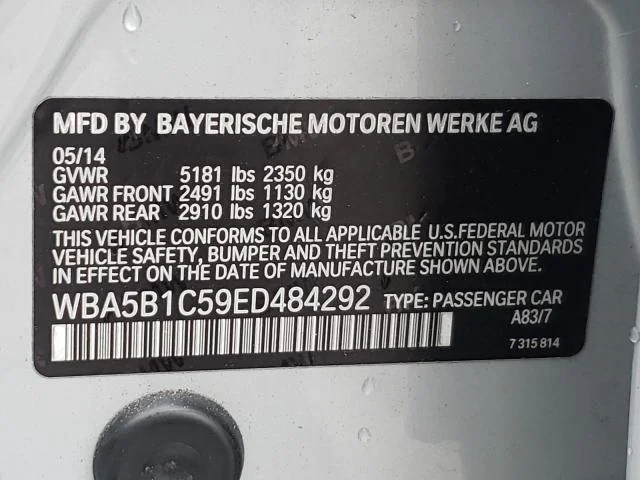 MFD BY BAYERISCHE MOTOREN WERKE AG
05/14
GVWR 5181 lbs 2350 kg
GAWR FRONT 2491 lbs 1130 kg
GAWR REAR 2910 lbs 1320 kg
THIS VEHICLE CONFORMS TO ALL APPLICABLE U.S.FEDERAL MOTOR
VEHICLE SAFETY, BUMPER AND THEFT PREVENTION STANDARDS
IN EFFECT ON THE DATE OF MANUFACTURE SHOWN ABOVE.
WBA5B1C59ED484292 TYPE: PASSENGER CAR
A83/7
7 315 814